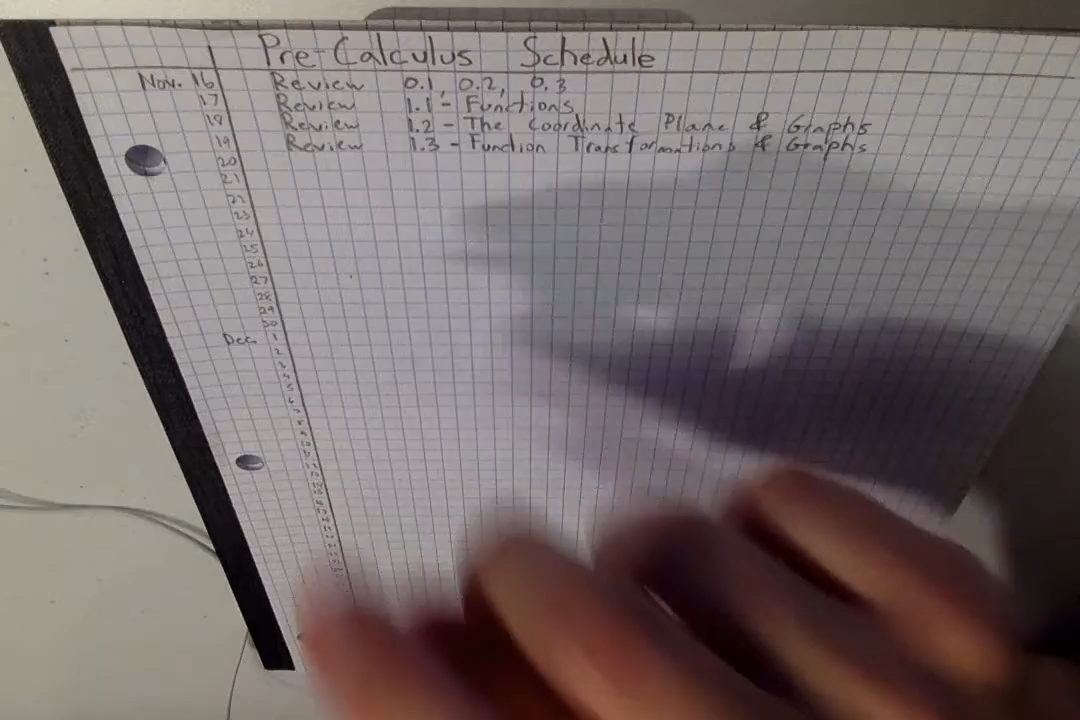 Pre-Calculus Schedule
Nov. 16 Review 0.1, 0.2, 0.3
17 Review 1.1 - Functions
18 Review 1.2 - The Coordinate Plane & Graphs
19 Review 1.3 - Function Transformations & Graphs
20
21
22
23
24
25
26
27
28
29
30
Dec 1
2